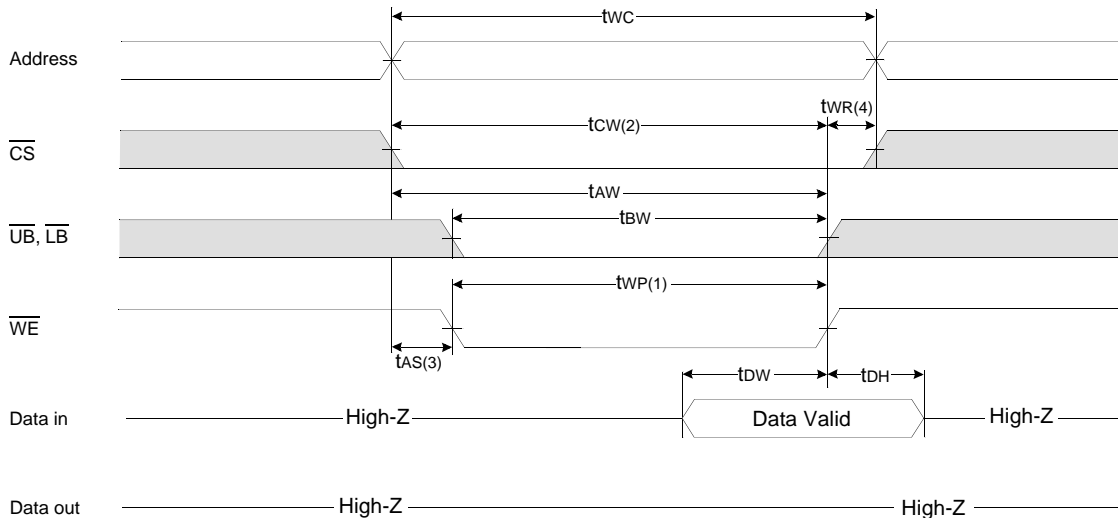 tWC
Address
tWR(4)
tCW(2)
CS
tAW
tBW
UB, LB
tWP(1)
WE
tAS(3)
tDW
tDH
Data in
High-Z
Data Valid
High-Z
Data out
High-Z
High-Z